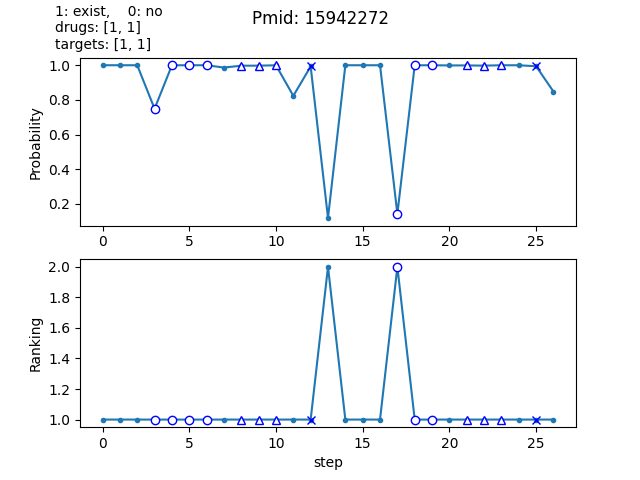 1: exist,    0: no
Pmid: 15942272
drugs: [1, 1]
targets: [1, 1]
Probability
1.0
0.8
0.6
0.4
0.2
0 5 10 15 20 25
Ranking
2.0
1.8
1.6
1.4
1.2
1.0
0 5 10 15 20 25
step